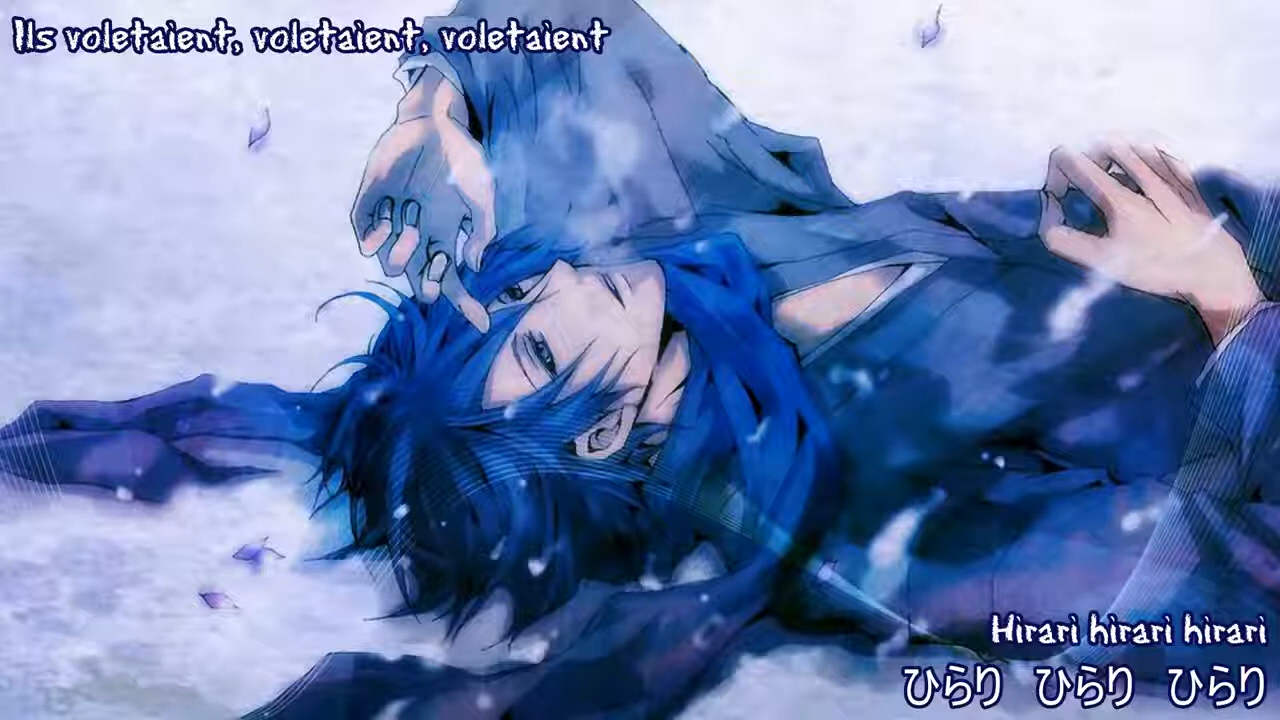 Ils voletaient, voletaient, voletaient
Hirari hirari hirari
ひらり ひらり ひらり